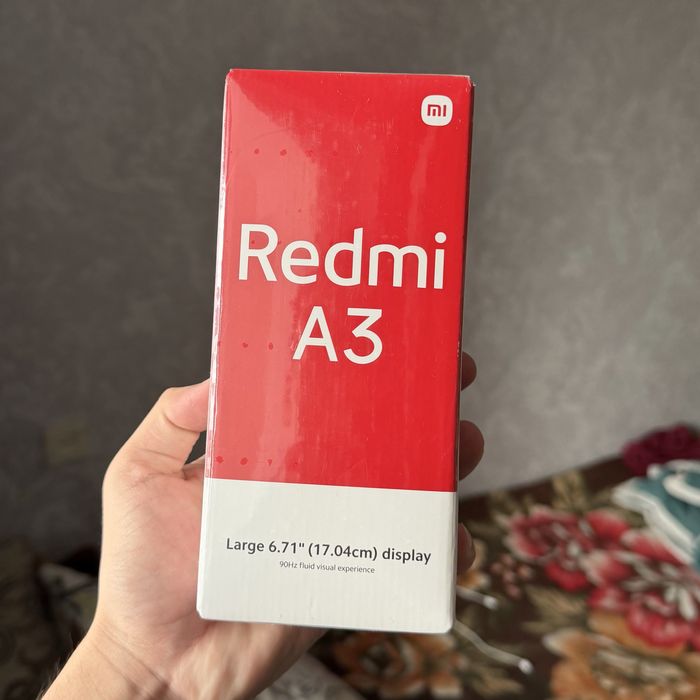 mi
Redmi
A3
Large 6.71" (17.04cm) display
90Hz fluid visual experience